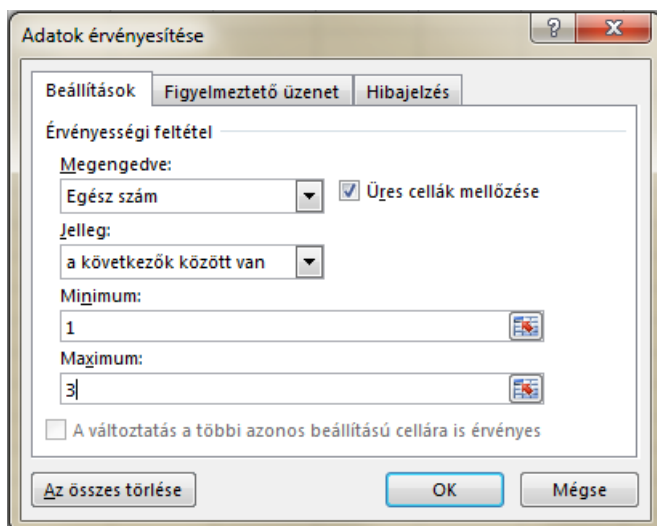 Adatok érvényesítése
Beállítások Figyelmeztető üzenet Hibajelzés
Érvényességi feltétel
Megengedve:
Egész szám Üres cellák mellőzése
Jelleg:
a következők között van
Minimum:
1
Maximum:
3
A változtatás a többi azonos beállítású cellára is érvényes
Az összes törlése OK Mégse